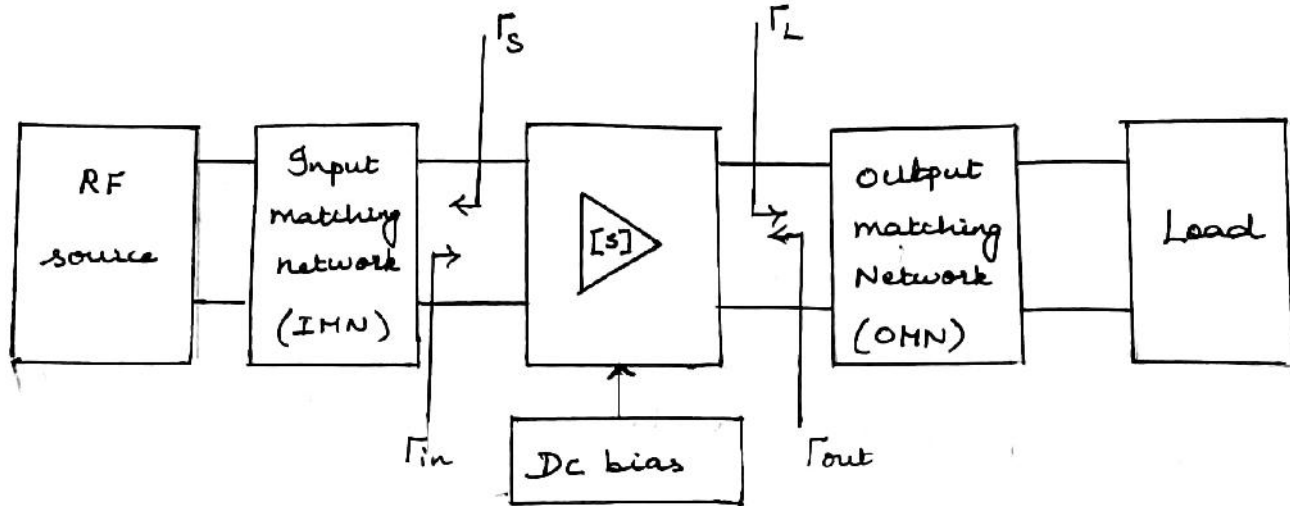 Γs
ΓL
RF
source
Input
matching
network
(IMN)
[s]
output
matching
Network
(OMN)
Load
Γin
Dc bias
Γout